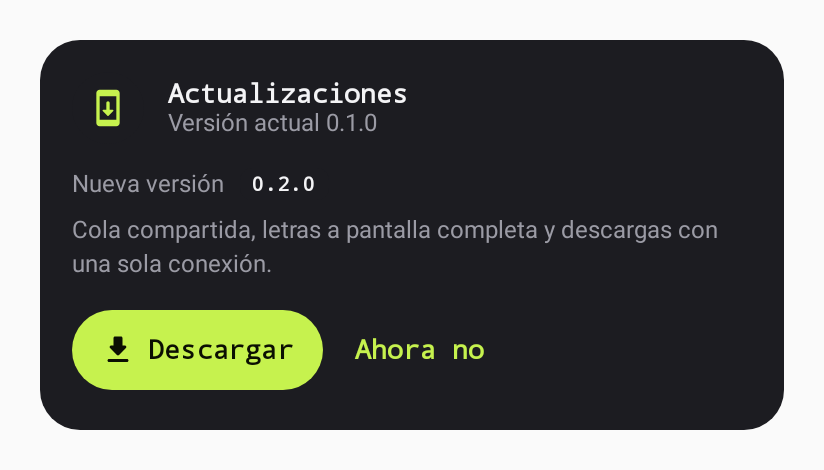 Actualizaciones
Versión actual 0.1.0
Nueva versión 0.2.0
Cola compartida, letras a pantalla completa y descargas con
una sola conexión.
Descargar Ahora no